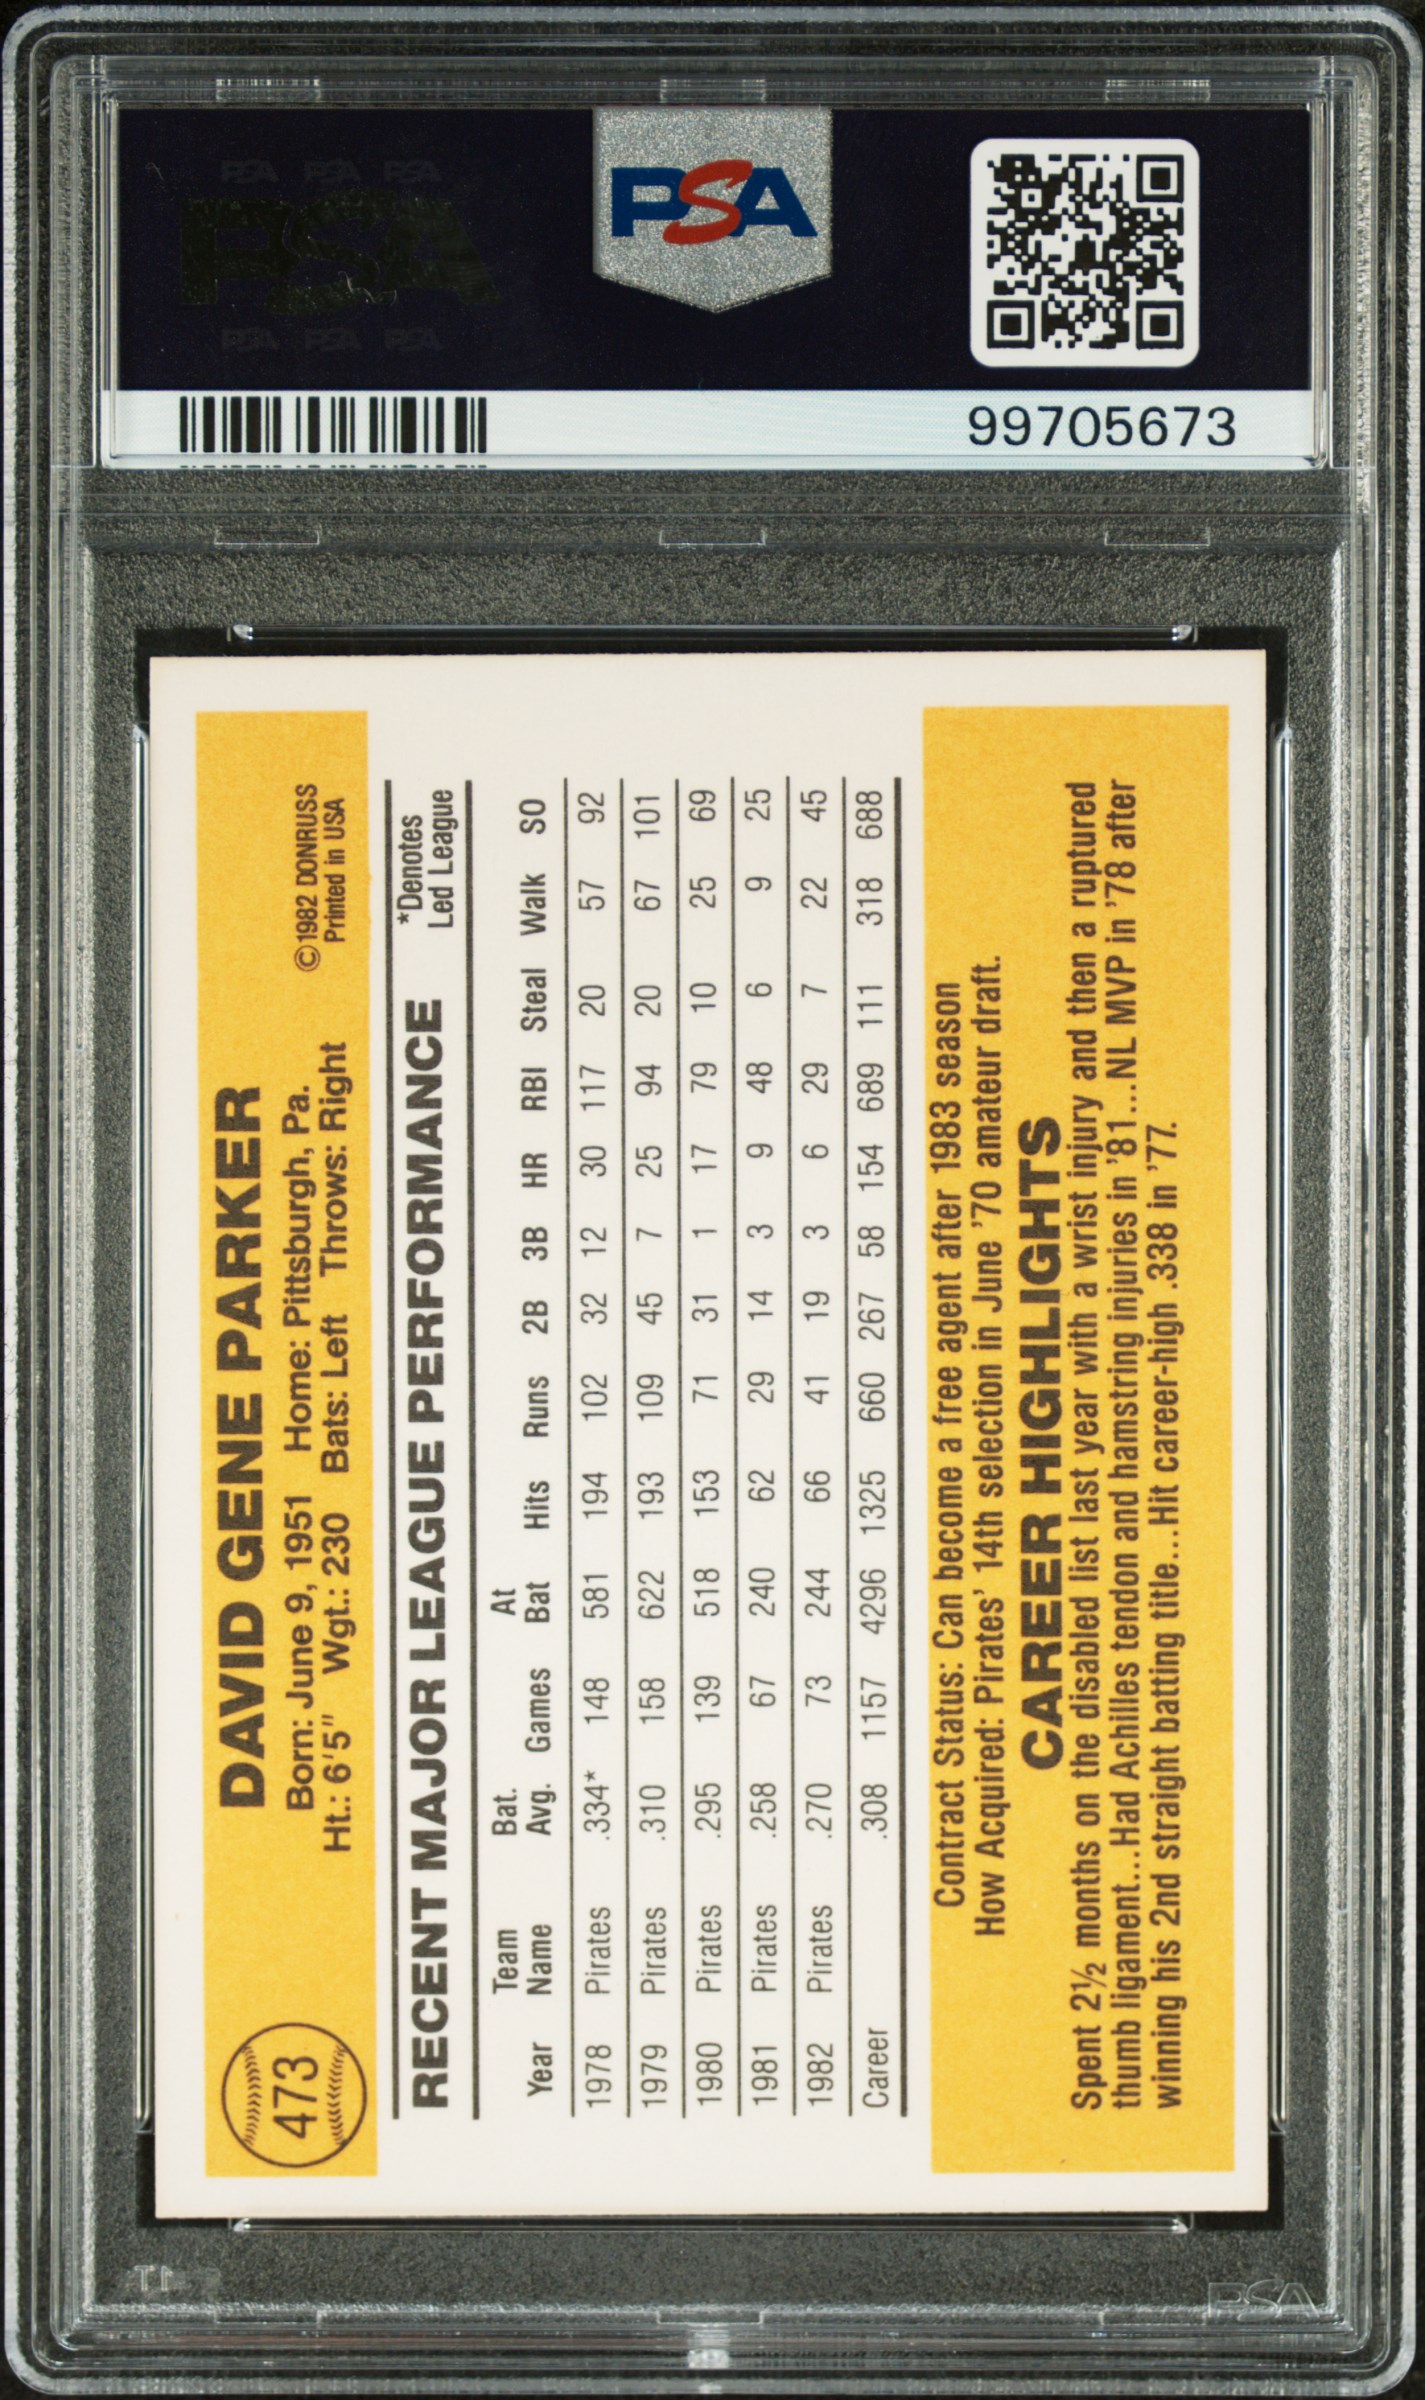 PSA PSA PSA
PSA
PSA PSA PSA
PSA
99705673
473
DAVID GENE PARKER
Born: June 9, 1951 Home: Pittsburgh, Pa.
Ht.: 6'5" Wgt.: 230 Bats: Left Throws: Right
©1982 DONRUSS
Printed in USA
RECENT MAJOR LEAGUE PERFORMANCE
*Denotes
Led League
Year Team Name Bat. Avg. Games At Bat Hits Runs 2B 3B HR RBI Steal Walk SO
1978 Pirates .334* 148 581 194 102 32 12 30 117 20 57 92
1979 Pirates .310 158 622 193 109 45 7 25 94 20 67 101
1980 Pirates .295 139 518 153 71 31 1 17 79 10 25 69
1981 Pirates .258 67 240 62 29 14 3 9 48 6 9 25
1982 Pirates .270 73 244 66 41 19 3 6 29 7 22 45
Career .308 1157 4296 1325 660 267 58 154 689 111 318 688
Contract Status: Can become a free agent after 1983 season
How Acquired: Pirates' 14th selection in June '70 amateur draft.
CAREER HIGHLIGHTS
Spent 2½ months on the disabled list last year with a wrist injury and then a ruptured
thumb ligament...Had Achilles tendon and hamstring injuries in '81...NL MVP in '78 after
winning his 2nd straight batting title...Hit career-high .338 in '77.
PSA